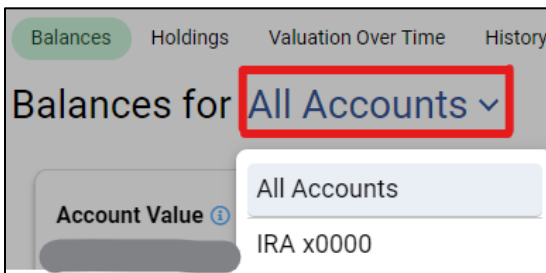 Balances Holdings Valuation Over Time History
Balances for All Accounts
All Accounts
Account Value
IRA x0000